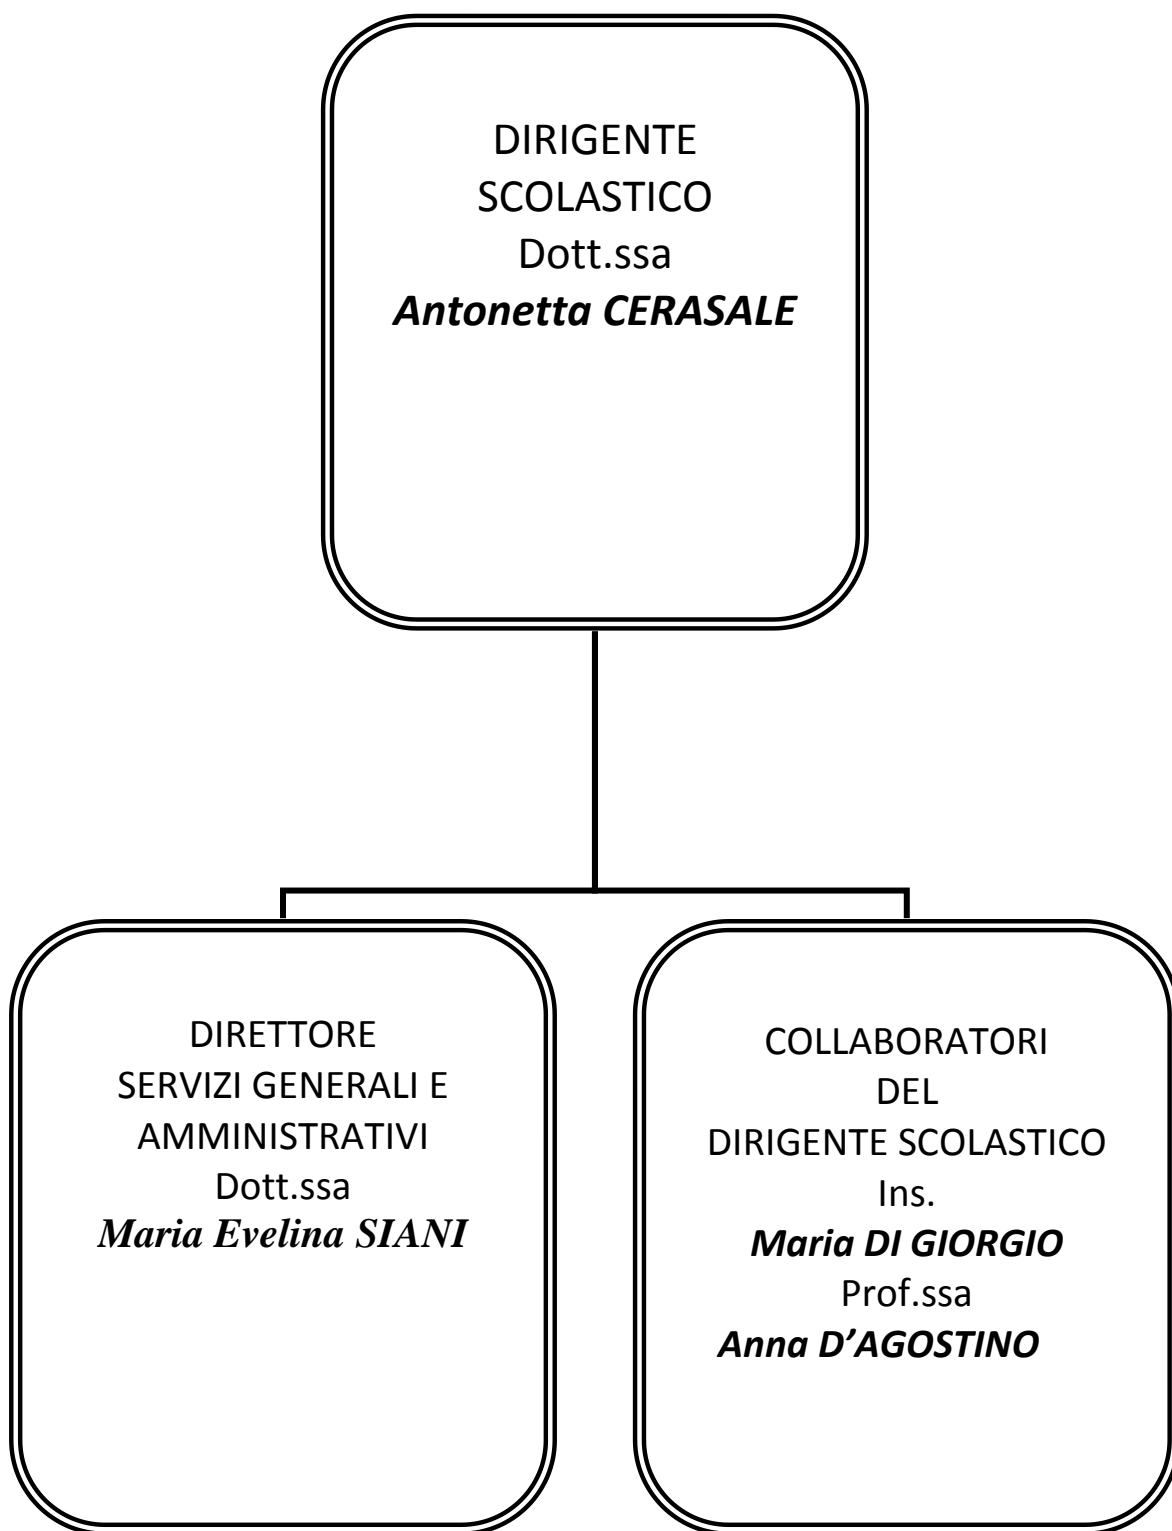 DIRIGENTE
SCOLASTICO
Dott.ssa
Antonetta CERASALE
DIRETTORE
SERVIZI GENERALI E
AMMINISTRATIVI
Dott.ssa
Maria Evelina SIANI
COLLABORATORI
DEL
DIRIGENTE SCOLASTICO
Ins.
Maria DI GIORGIO
Prof.ssa
Anna D’AGOSTINO